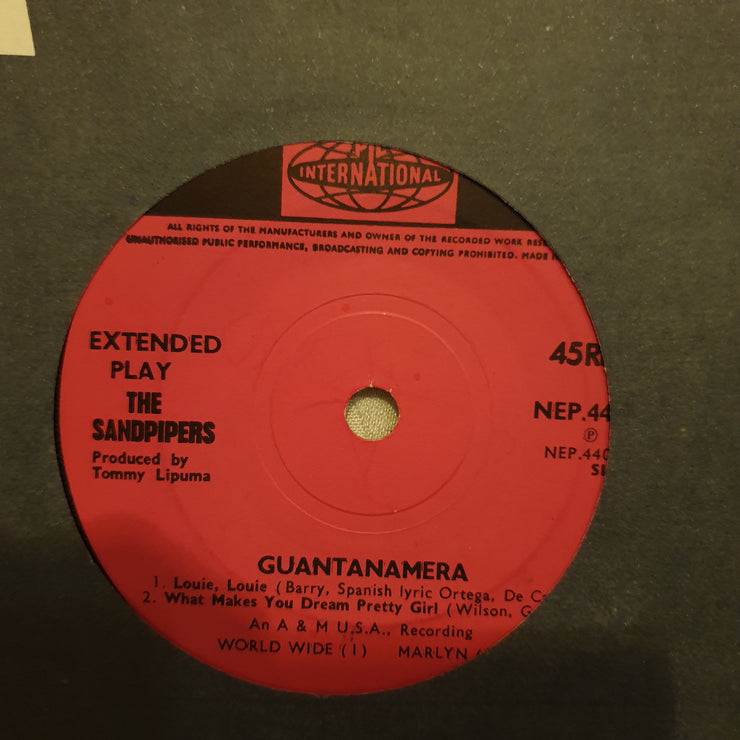 INTERNATIONAL
ALL RIGHTS OF THE MANUFACTURERS AND OWNER OF THE RECORDED WORK RESE
UNAUTHORISED PUBLIC PERFORMANCE, BROADCASTING AND COPYING PROHIBITED. MADE
EXTENDED
PLAY
THE
SANDPIPERS
Produced by
Tommy Lipuma
45R
NEP.44
℗
NEP.440
GUANTANAMERA
1. Louie, Louie (Barry, Spanish lyric Ortega, De C
2. What Makes You Dream Pretty Girl (Wilson, G
An A & M U.S.A., Recording
WORLD WIDE (1) MARLYN